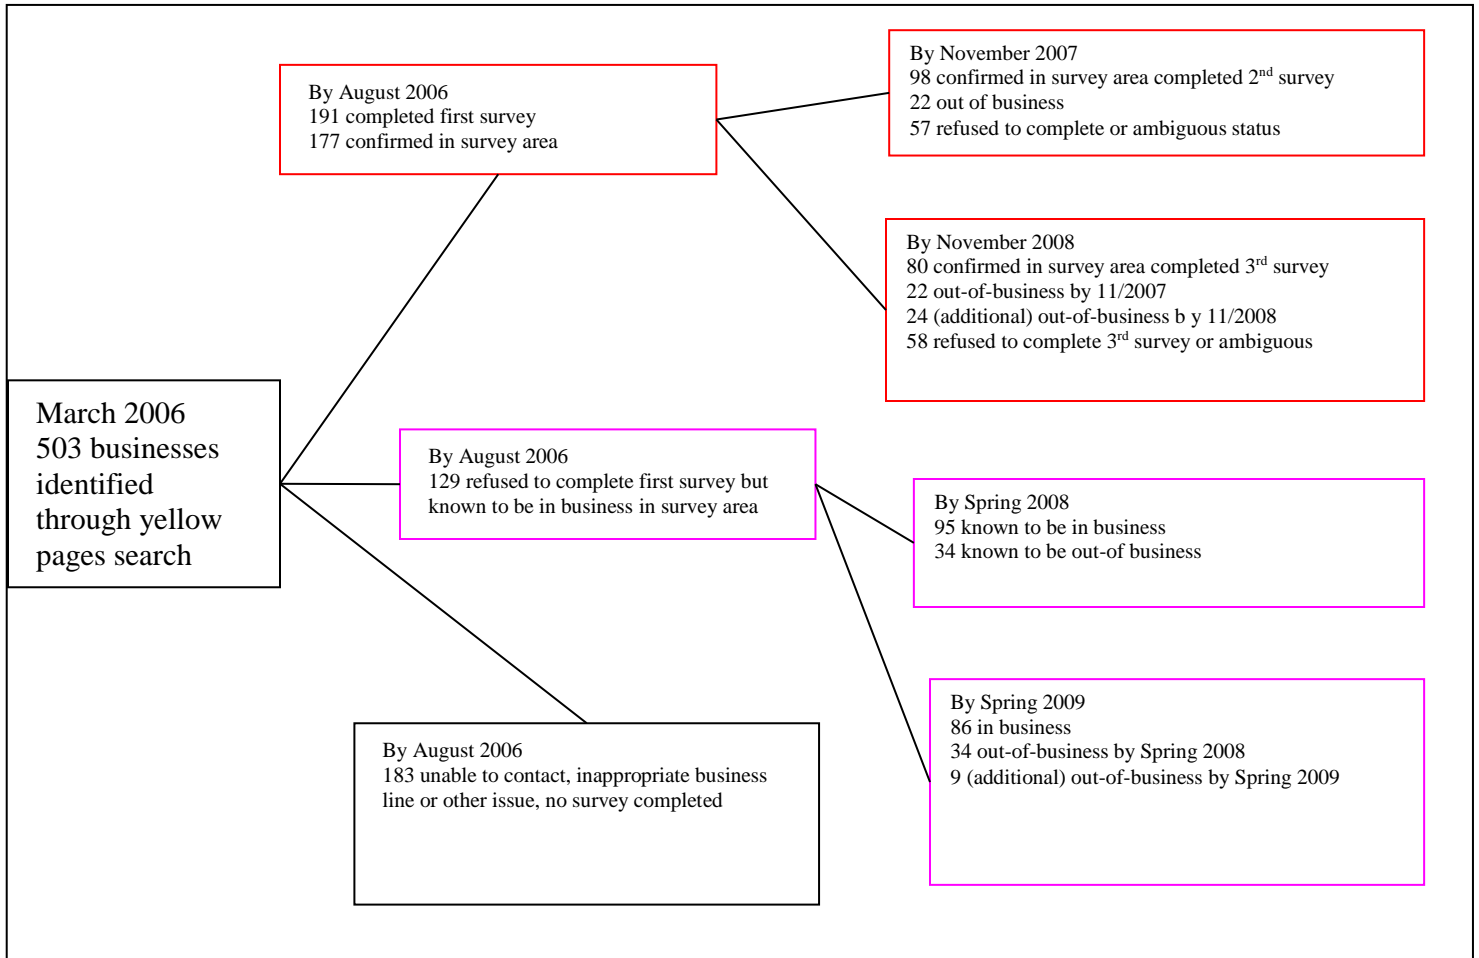 March 2006
503 businesses
identified
through yellow
pages search
By August 2006
191 completed first survey
177 confirmed in survey area
By November 2007
98 confirmed in survey area completed 2nd survey
22 out of business
57 refused to complete or ambiguous status
By November 2008
80 confirmed in survey area completed 3rd survey
22 out-of-business by 11/2007
24 (additional) out-of-business b y 11/2008
58 refused to complete 3rd survey or ambiguous
By August 2006
129 refused to complete first survey but
known to be in business in survey area
By Spring 2008
95 known to be in business
34 known to be out-of business
By Spring 2009
86 in business
34 out-of-business by Spring 2008
9 (additional) out-of-business by Spring 2009
By August 2006
183 unable to contact, inappropriate business
line or other issue, no survey completed